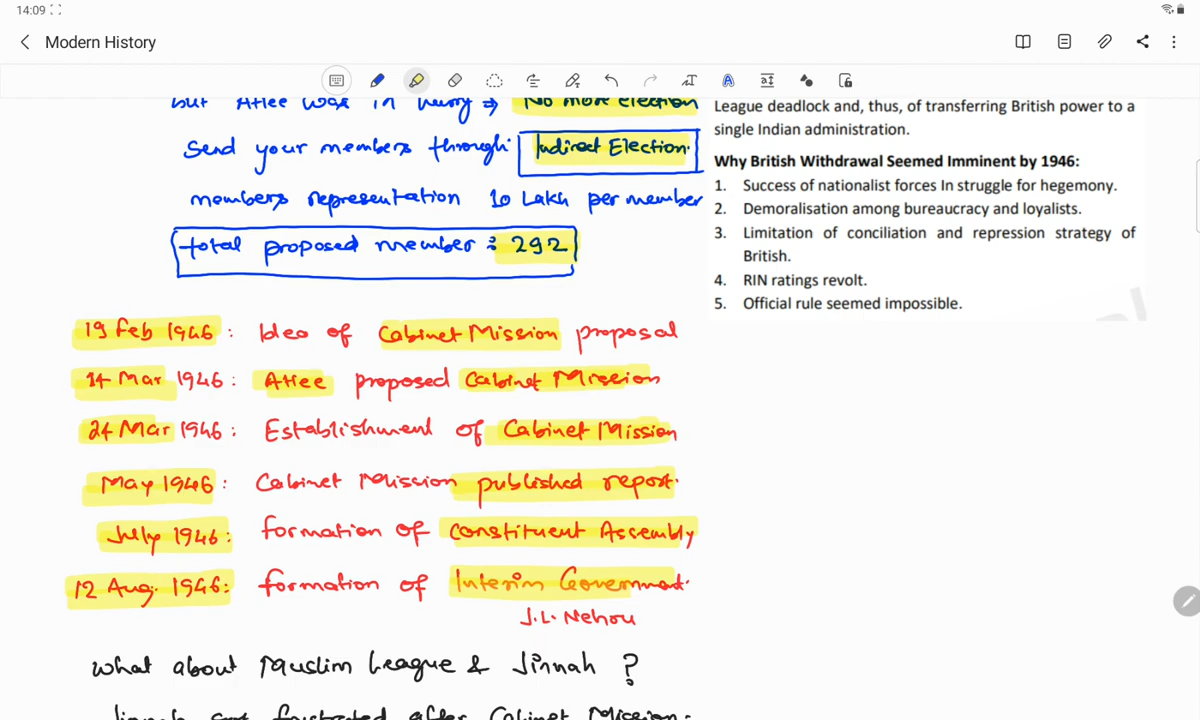 14:09
Modern History
but Atlee was in hurry ⇒ No more election
Send your members through Indirect Election.
members representation 10 Lakh per member
total proposed member : 292
19 Feb 1946 : Idea of Cabinet Mission proposal
14 Mar 1946 : Atlee proposed Cabinet Mission
24 Mar 1946 : Establishment of Cabinet Mission
May 1946 : Cabinet Mission published report.
July 1946 : formation of Constituent Assembly
12 Aug. 1946 : formation of Interim Government.
J.L. Nehru
What about Muslim League & Jinnah ?
Jinnah got frustrated after Cabinet Mission :
League deadlock and, thus, of transferring British power to a
single Indian administration.
Why British Withdrawal Seemed Imminent by 1946:
1. Success of nationalist forces In struggle for hegemony.
2. Demoralisation among bureaucracy and loyalists.
3. Limitation of conciliation and repression strategy of
British.
4. RIN ratings revolt.
5. Official rule seemed impossible.